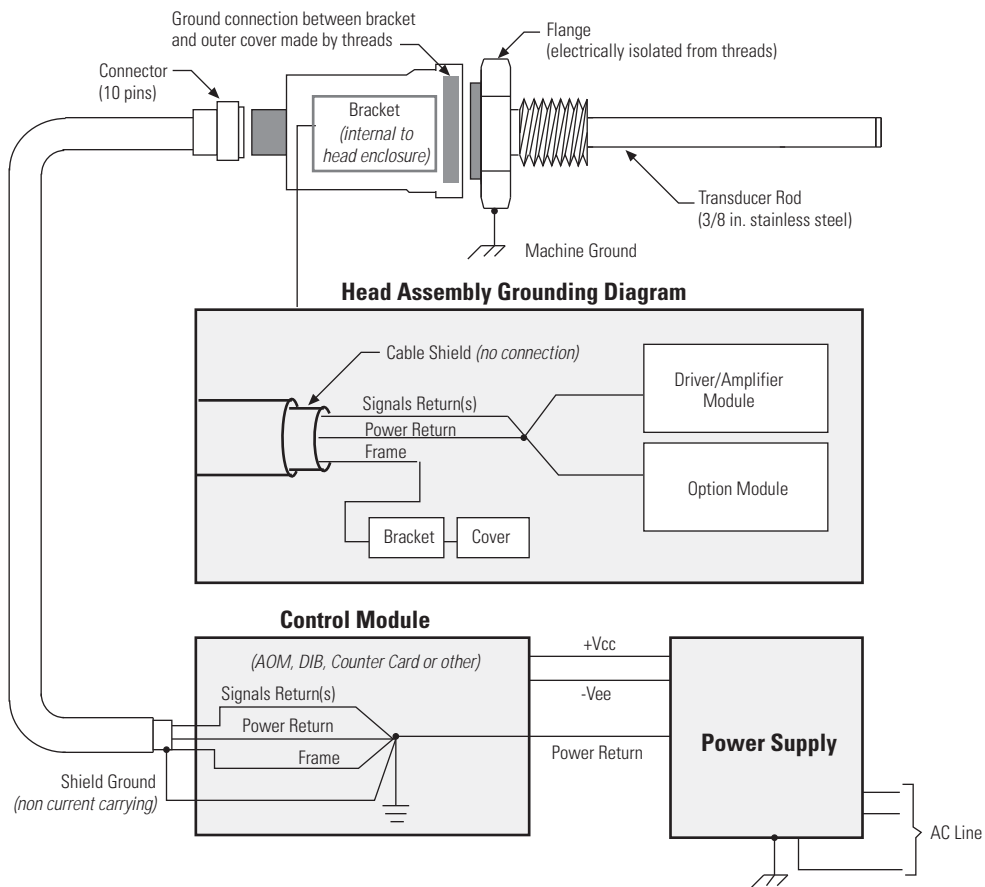 Ground connection between bracket
and outer cover made by threads
Flange
(electrically isolated from threads)
Connector
(10 pins)
Bracket
(internal to
head enclosure)
Transducer Rod
(3/8 in. stainless steel)
Machine Ground
Head Assembly Grounding Diagram
Cable Shield (no connection)
Signals Return(s)
Power Return
Frame
Driver/Amplifier
Module
Option Module
Bracket
Cover
Control Module
(AOM, DIB, Counter Card or other)
Signals Return(s)
Power Return
Frame
Shield Ground
(non current carrying)
+Vcc
-Vee
Power Return
Power Supply
AC Line